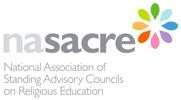 nasacre
National Association of
Standing Advisory Councils
on Religious Education